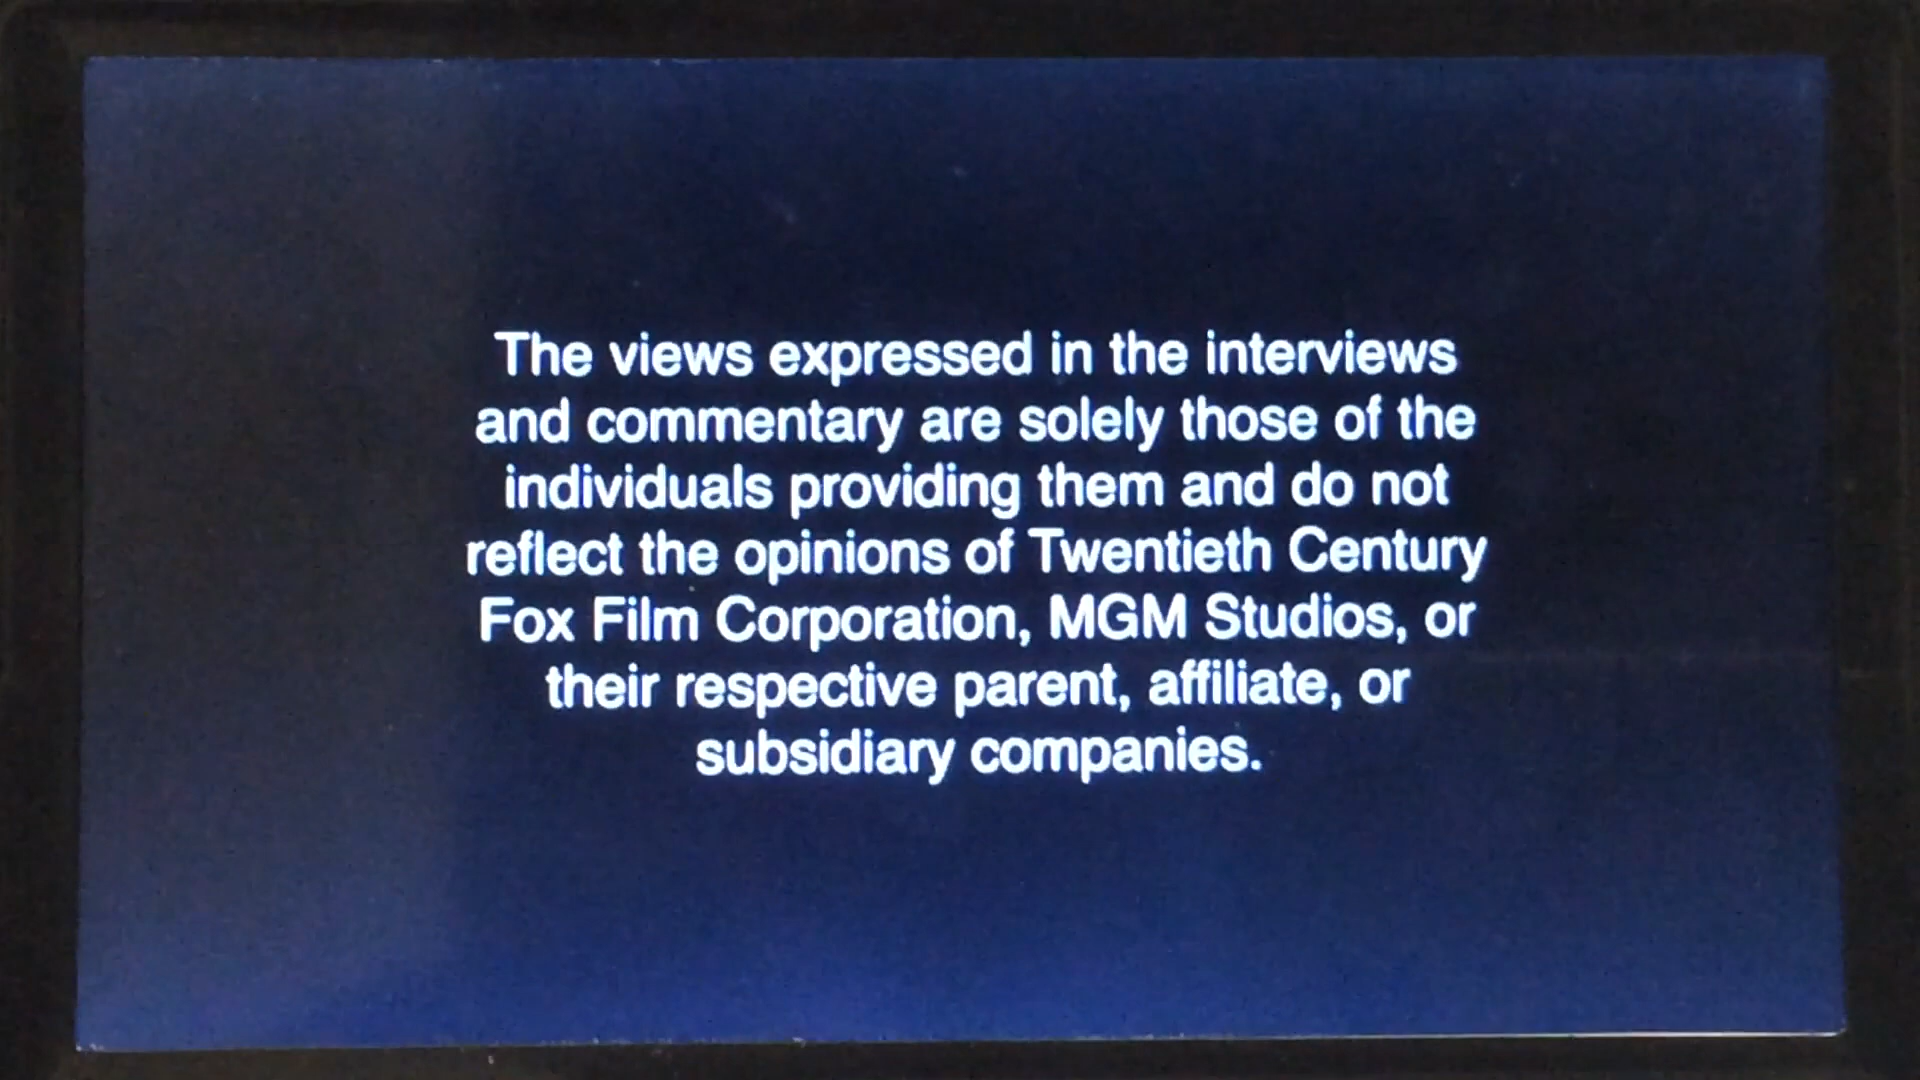 The views expressed in the interviews
and commentary are solely those of the
individuals providing them and do not
reflect the opinions of Twentieth Century
Fox Film Corporation, MGM Studios, or
their respective parent, affiliate, or
subsidiary companies.